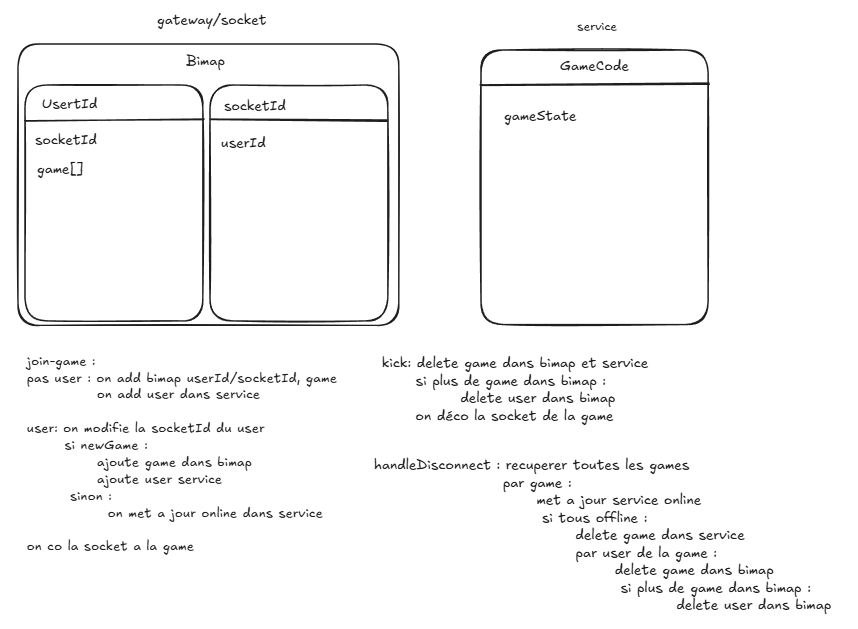 gateway/socket
Bimap
UsertId
socketId
game[]
socketId
userId
service
GameCode
gameState
join-game :
pas user : on add bimap userId/socketId, game
on add user dans service
user: on modifie la socketId du user
si newGame :
ajoute game dans bimap
ajoute user service
sinon :
on met a jour online dans service
on co la socket a la game
kick: delete game dans bimap et service
si plus de game dans bimap :
delete user dans bimap
on déco la socket de la game
handleDisconnect : recuperer toutes les games
par game :
met a jour service online
si tous offline :
delete game dans service
par user de la game :
delete game dans bimap
si plus de game dans bimap :
delete user dans bimap